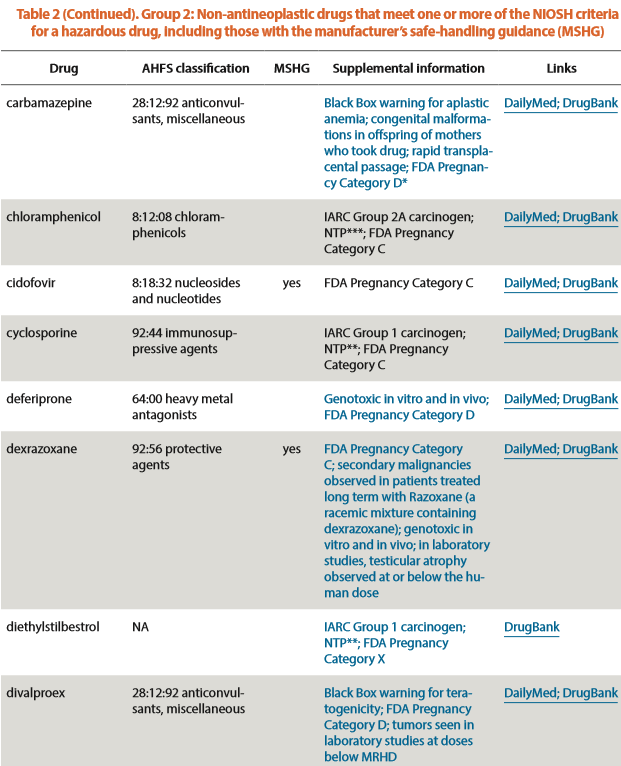 Table 2 (Continued). Group 2: Non-antineoplastic drugs that meet one or more of the NIOSH criteria
for a hazardous drug, including those with the manufacturer's safe-handling guidance (MSHG)
Drug AHFS classification MSHG Supplemental information Links
carbamazepine 28:12:92 anticonvul- Black Box warning for aplastic DailyMed; DrugBank
sants, miscellaneous anemia; congenital malforma-
tions in offspring of mothers
who took drug; rapid transpla-
cental passage; FDA Pregnan-
cy Category D*
chloramphenicol 8:12:08 chloram- IARC Group 2A carcinogen; DailyMed; DrugBank
phenicols NTP***; FDA Pregnancy
Category C
cidofovir 8:18:32 nucleosides yes FDA Pregnancy Category C DailyMed; DrugBank
and nucleotides
cyclosporine 92:44 immunosup- IARC Group 1 carcinogen; DailyMed; DrugBank
pressive agents NTP**; FDA Pregnancy
Category C
deferiprone 64:00 heavy metal Genotoxic in vitro and in vivo; DailyMed; DrugBank
antagonists FDA Pregnancy Category D
dexrazoxane 92:56 protective yes FDA Pregnancy Category DailyMed; DrugBank
agents C; secondary malignancies
observed in patients treated
long term with Razoxane (a
racemic mixture containing
dexrazoxane); genotoxic in
vitro and in vivo; in laboratory
studies, testicular atrophy
observed at or below the hu-
man dose
diethylstilbestrol NA IARC Group 1 carcinogen; DrugBank
NTP**; FDA Pregnancy
Category X
divalproex 28:12:92 anticonvul- Black Box warning for tera- DailyMed; DrugBank
sants, miscellaneous togenicity; FDA Pregnancy
Category D; tumors seen in
laboratory studies at doses
below MRHD